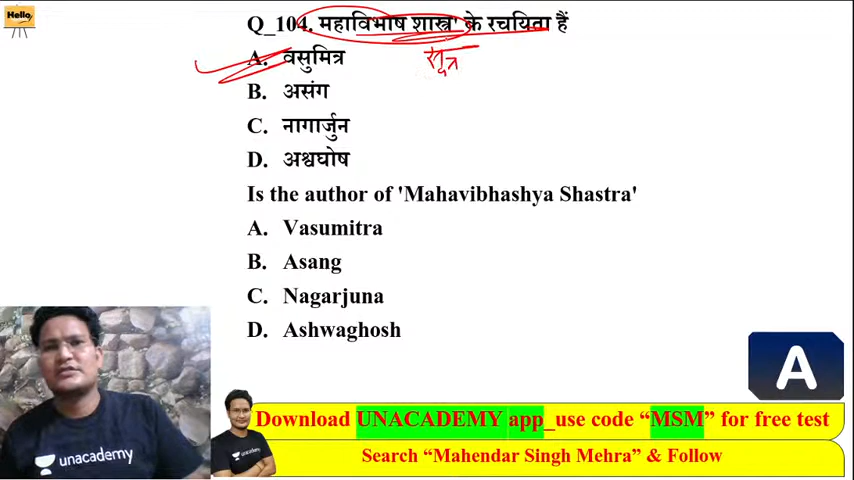 Hello
Q_104. महाविभाष शास्त्र' के रचयिता हैं
A. वसुमित्र
सूत्र
B. असंग
C. नागार्जुन
D. अश्वघोष
Is the author of 'Mahavibhashya Shastra'
A. Vasumitra
B. Asang
C. Nagarjuna
D. Ashwaghosh
A
unacademy
Download UNACADEMY app_use code “MSM” for free test
Search “Mahendar Singh Mehra” & Follow